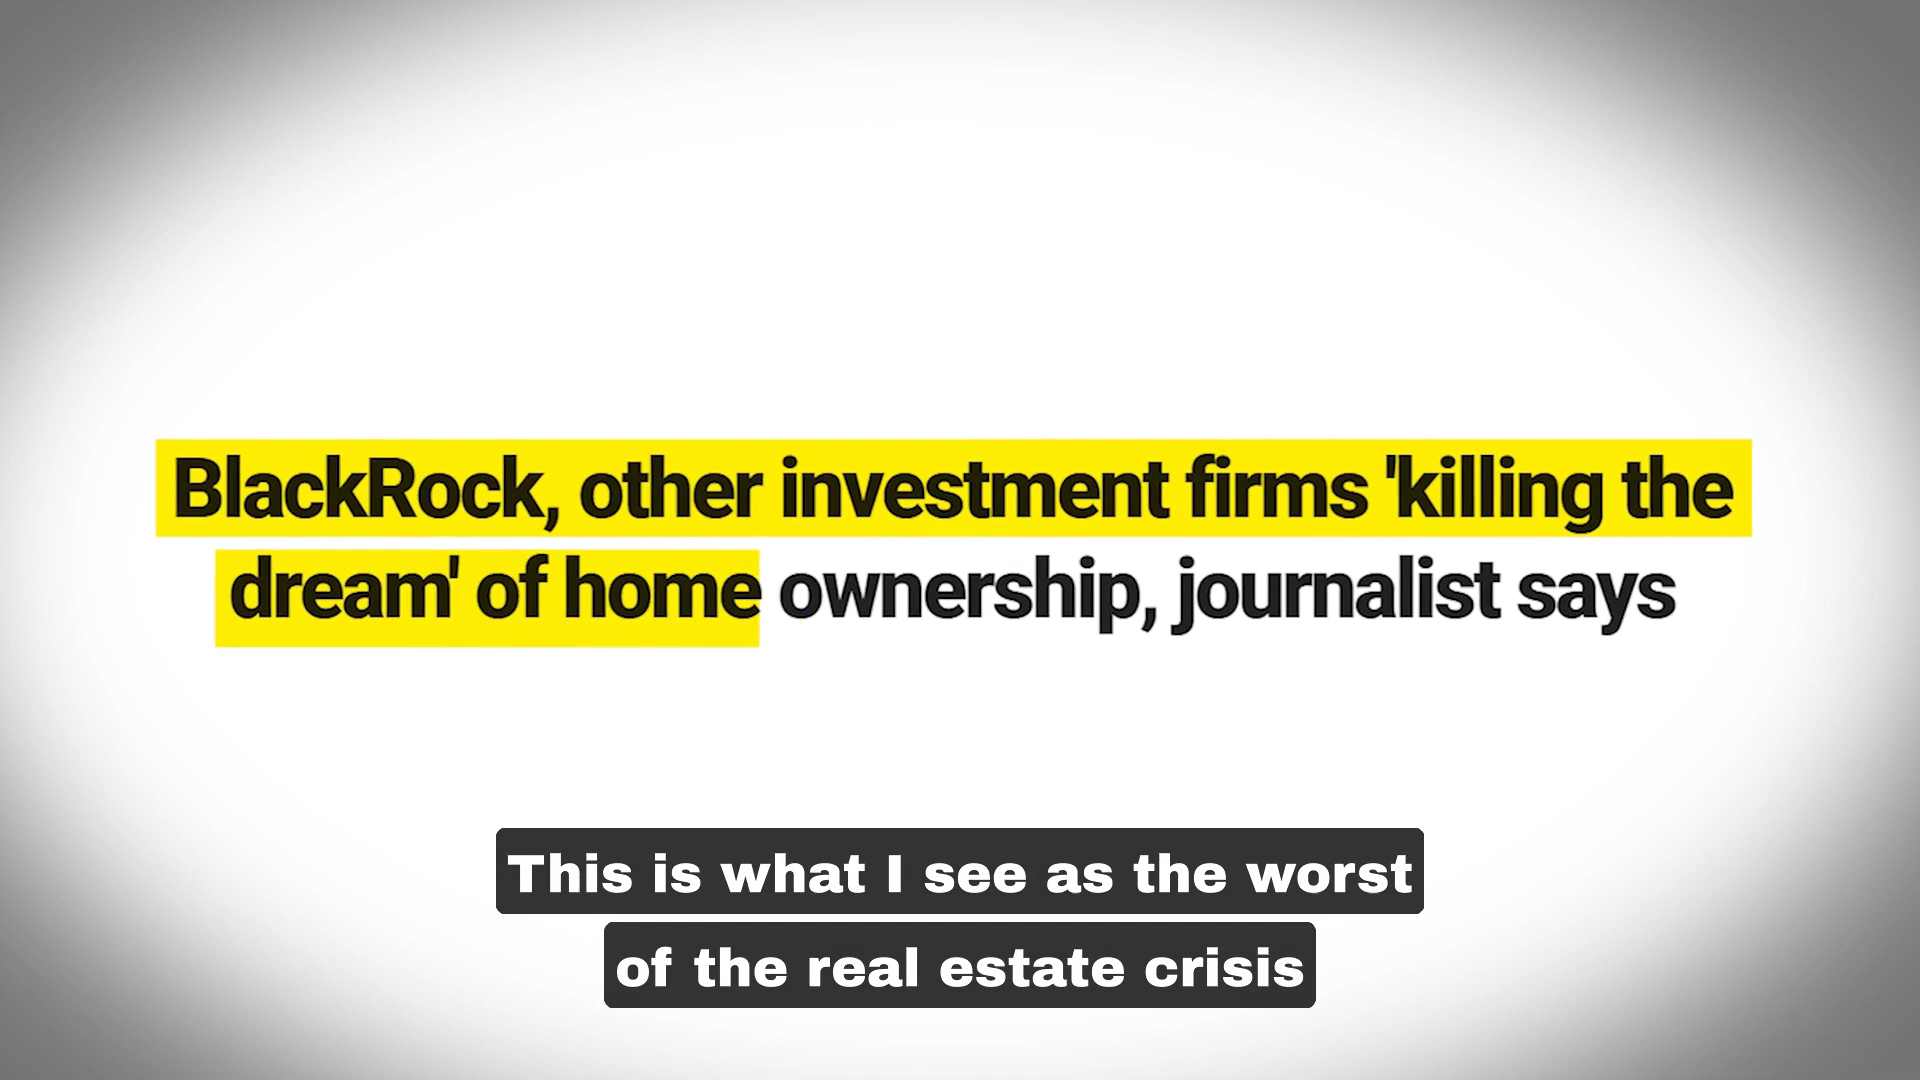 BlackRock, other investment firms 'killing the
dream' of home ownership, journalist says
This is what I see as the worst
of the real estate crisis